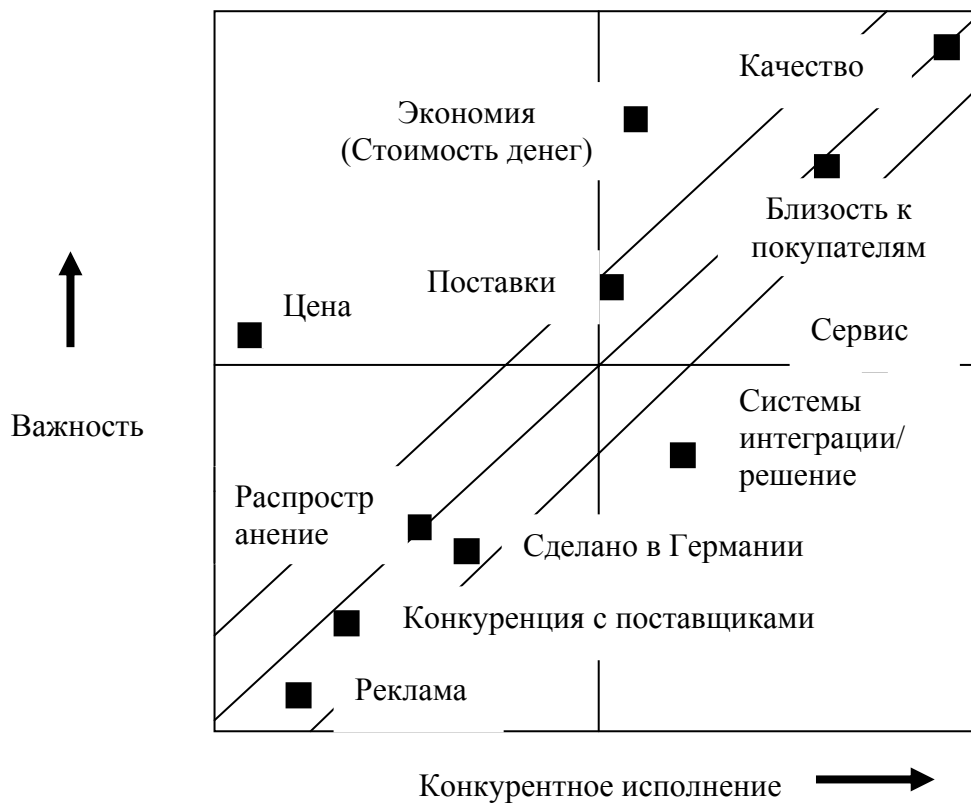 Качество
Экономия
(Стоимость денег)
Близость к
покупателям
Поставки
Цена
Сервис
Важность
Системы
интеграции/
решение
Распростр
анение
Сделано в Германии
Конкуренция с поставщиками
Реклама
Конкурентное исполнение